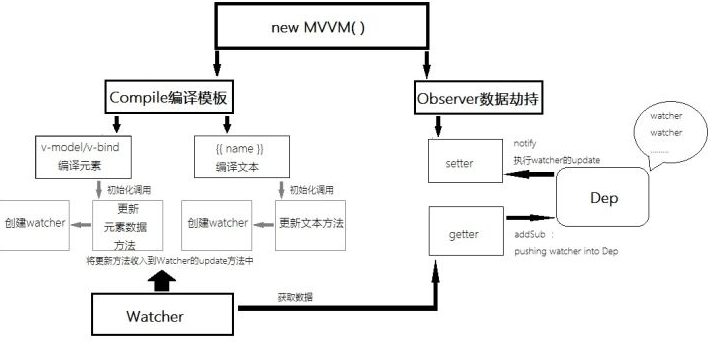 new MVVM( )
Compile编译模板
Observer数据劫持
v-model/v-bind
编译元素
{{ name }}
编译文本
setter
notify
执行watcher的update
watcher
watcher
........
Dep
初始化调用
初始化调用
创建watcher
更新
元素数据
方法
创建watcher
更新文本方法
getter
addSub ：
pushing watcher into Dep
将更新方法收入到Watcher的update方法中
Watcher
获取数据